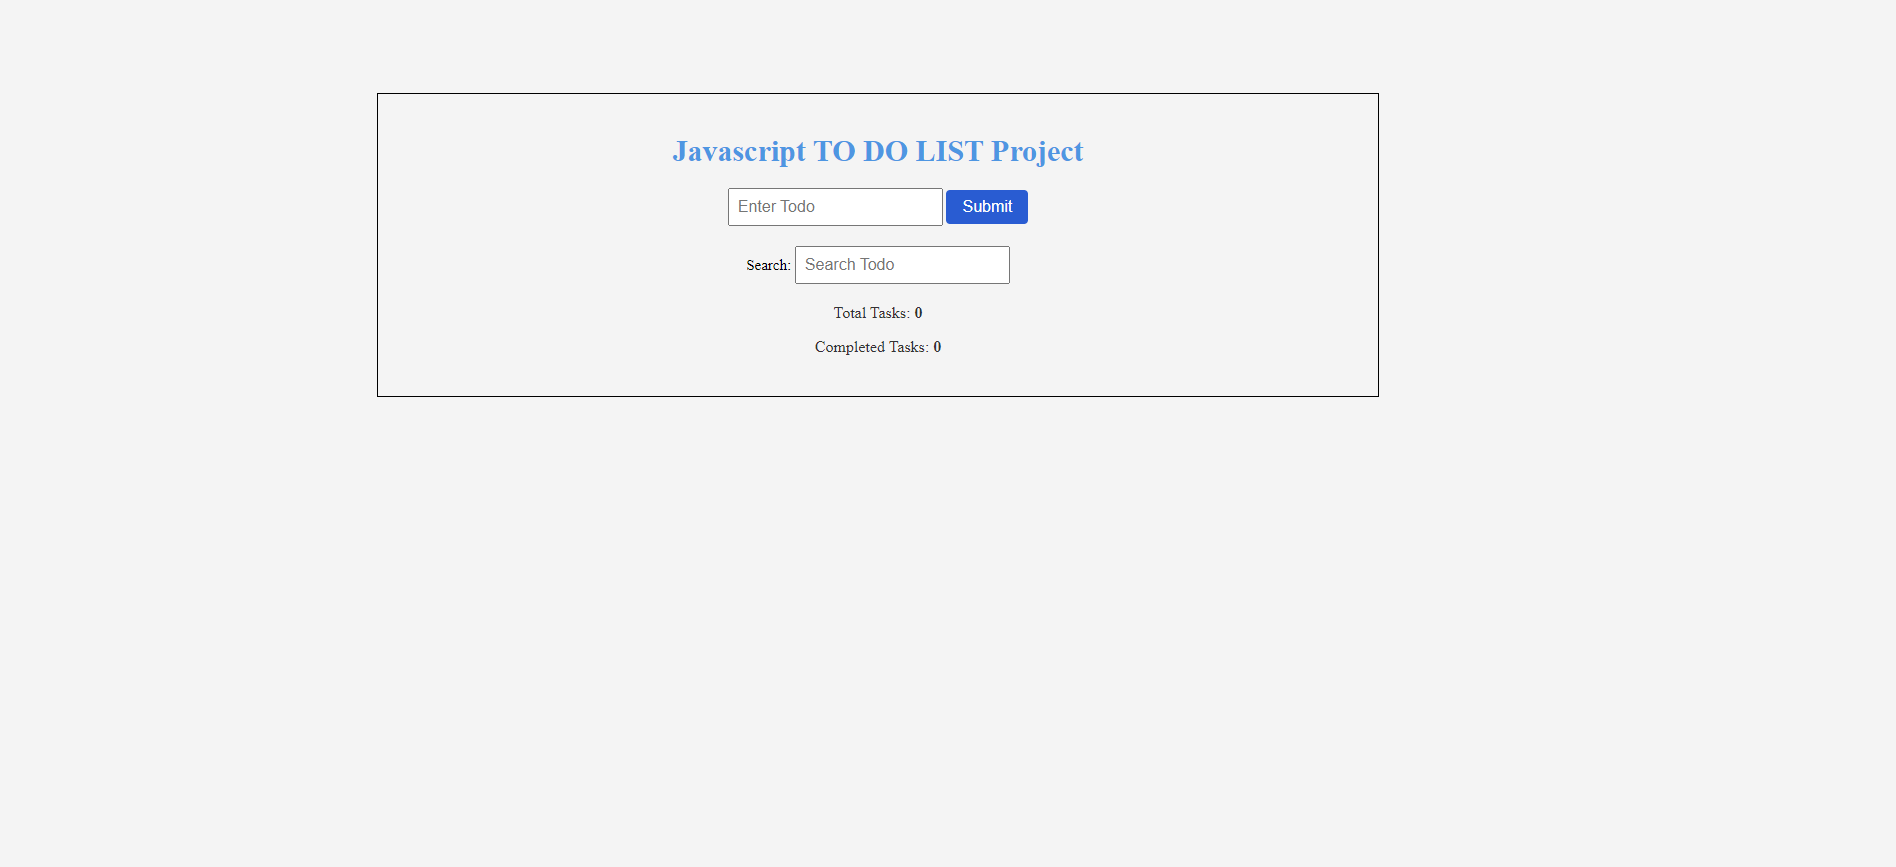 Javascript TO DO LIST Project
Enter Todo Submit
Search: Search Todo
Total Tasks: 0
Completed Tasks: 0